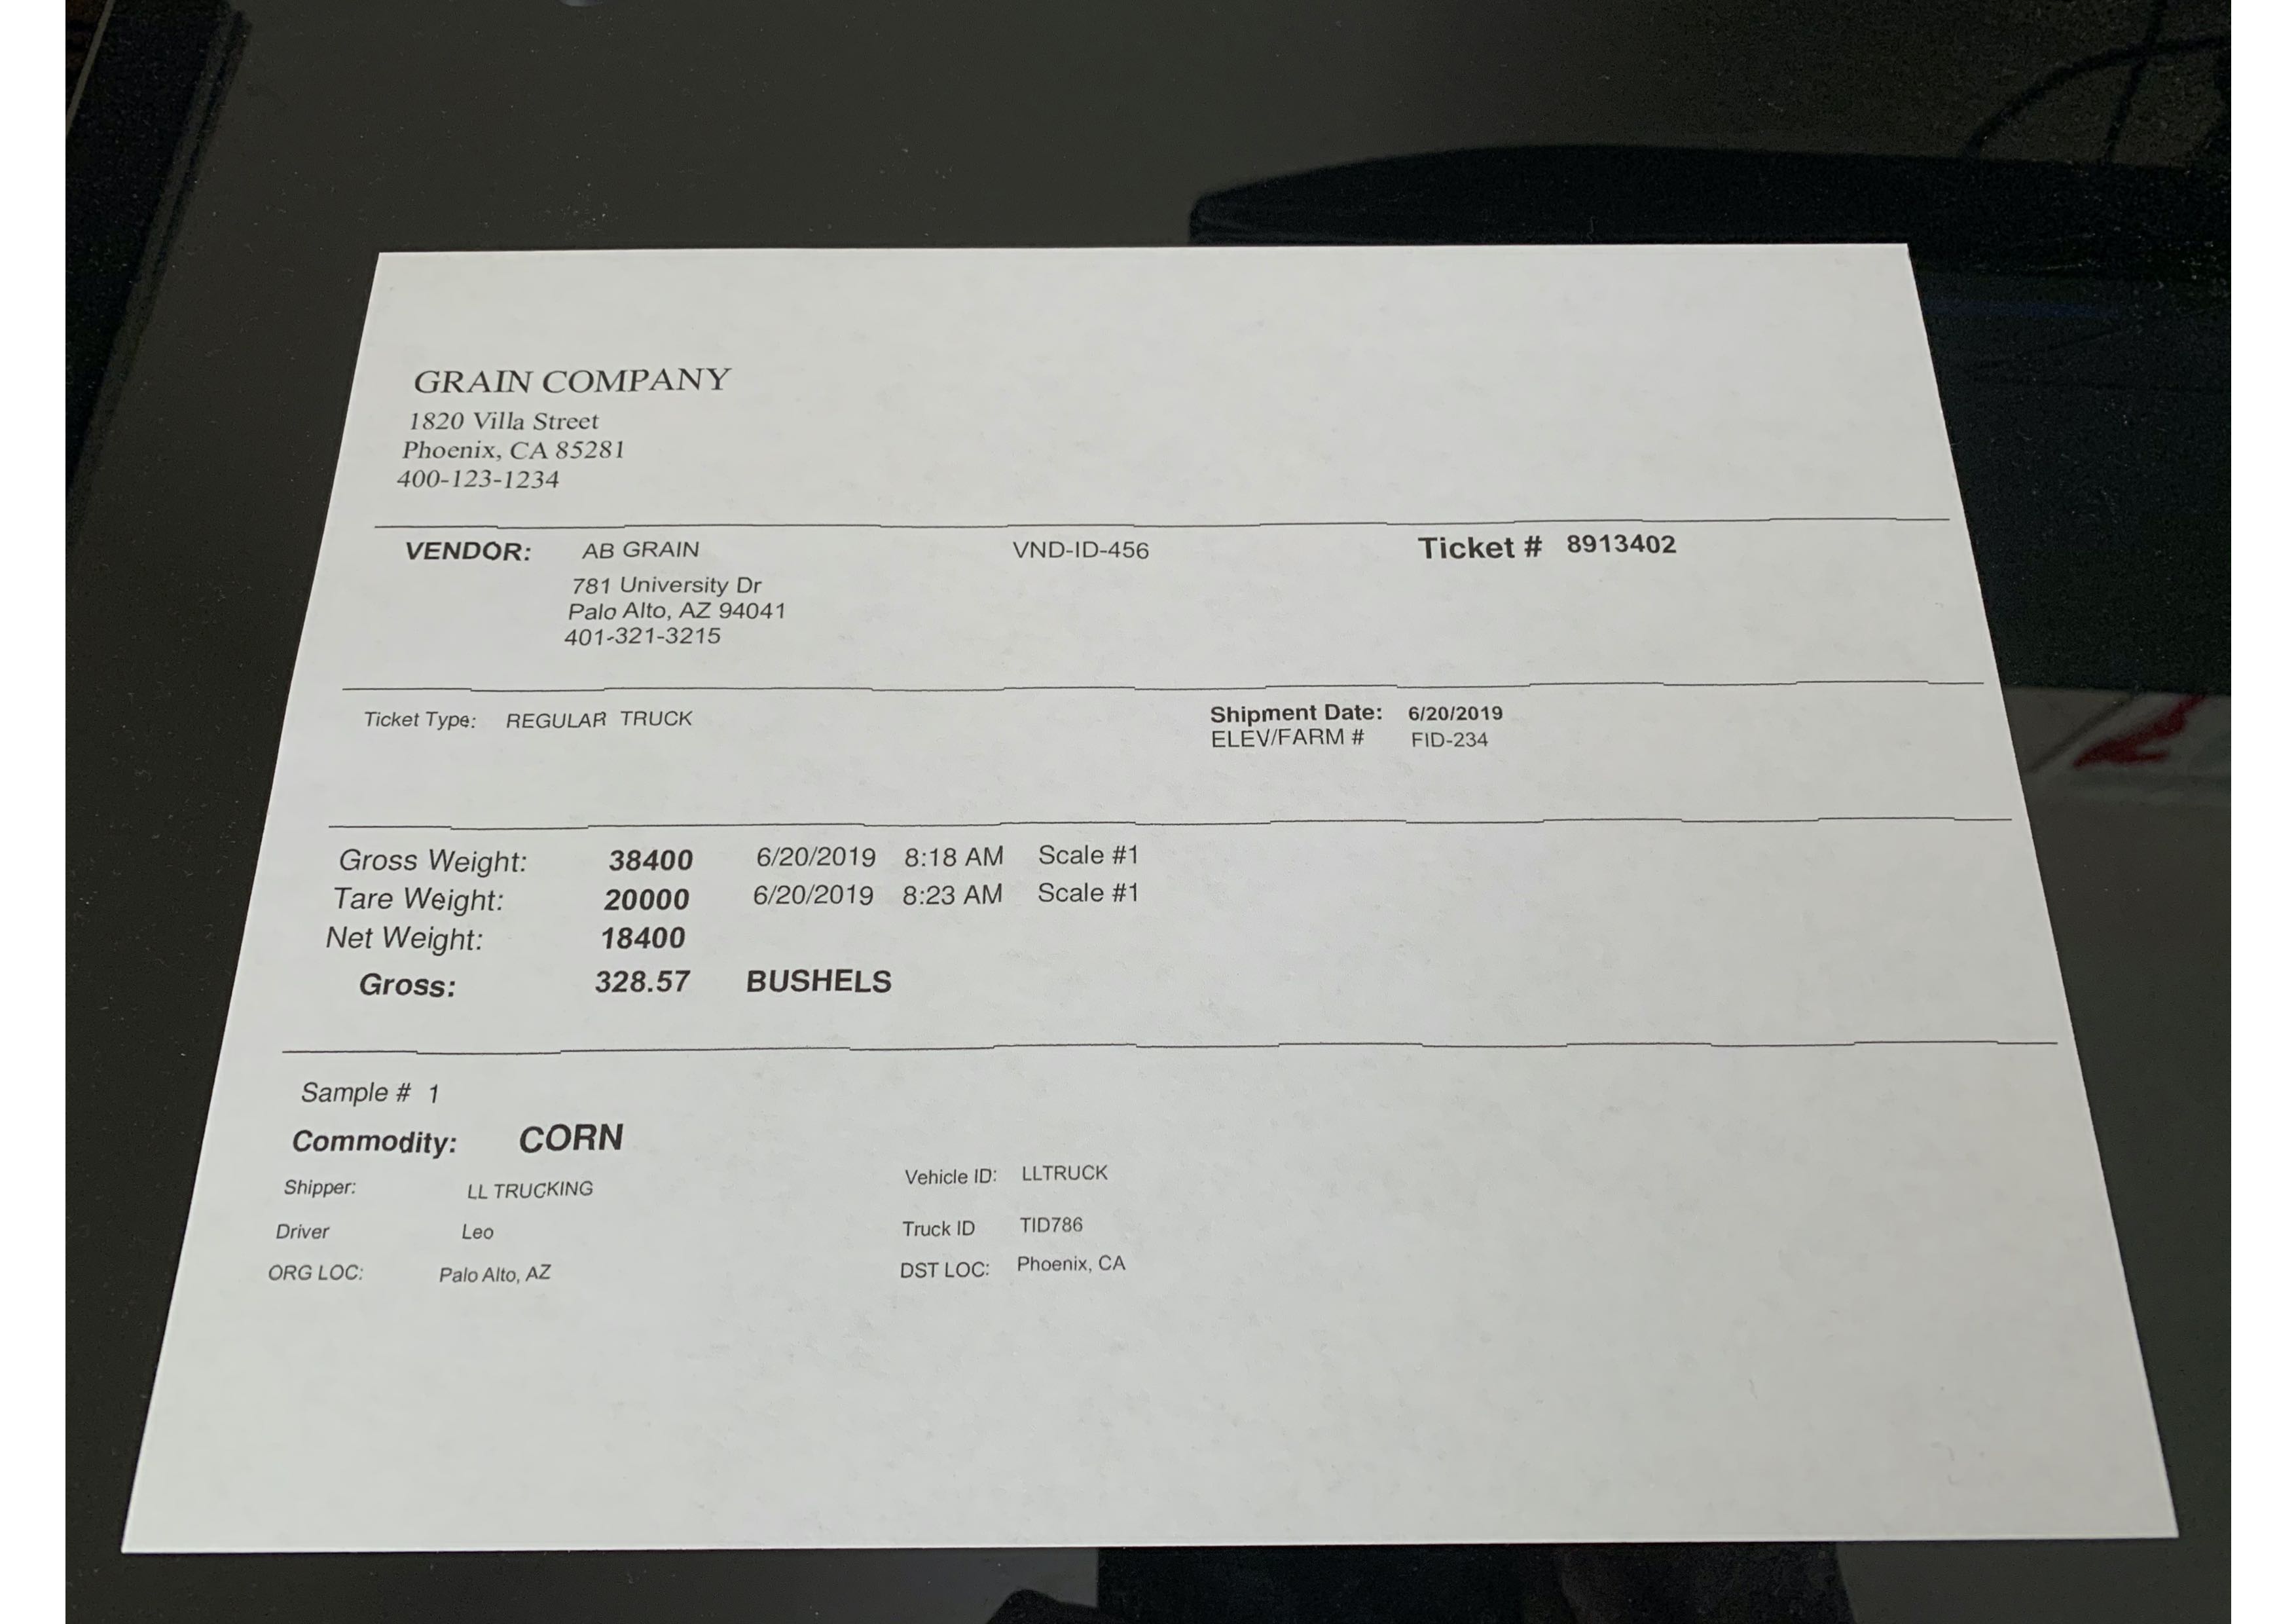 GRAIN COMPANY
1820 Villa Street
Phoenix, CA 85281
400-123-1234
VENDOR: AB GRAIN VND-ID-456 Ticket # 8913402
781 University Dr
Palo Alto, AZ 94041
401-321-3215
Ticket Type: REGULAR TRUCK Shipment Date: 6/20/2019
ELEV/FARM # FID-234
Gross Weight: 38400 6/20/2019 8:18 AM Scale #1
Tare Weight: 20000 6/20/2019 8:23 AM Scale #1
Net Weight: 18400
Gross: 328.57 BUSHELS
Sample # 1
Commodity: CORN
Shipper: LL TRUCKING Vehicle ID: LLTRUCK
Driver Leo Truck ID TID786
ORG LOC: Palo Alto, AZ DST LOC: Phoenix, CA